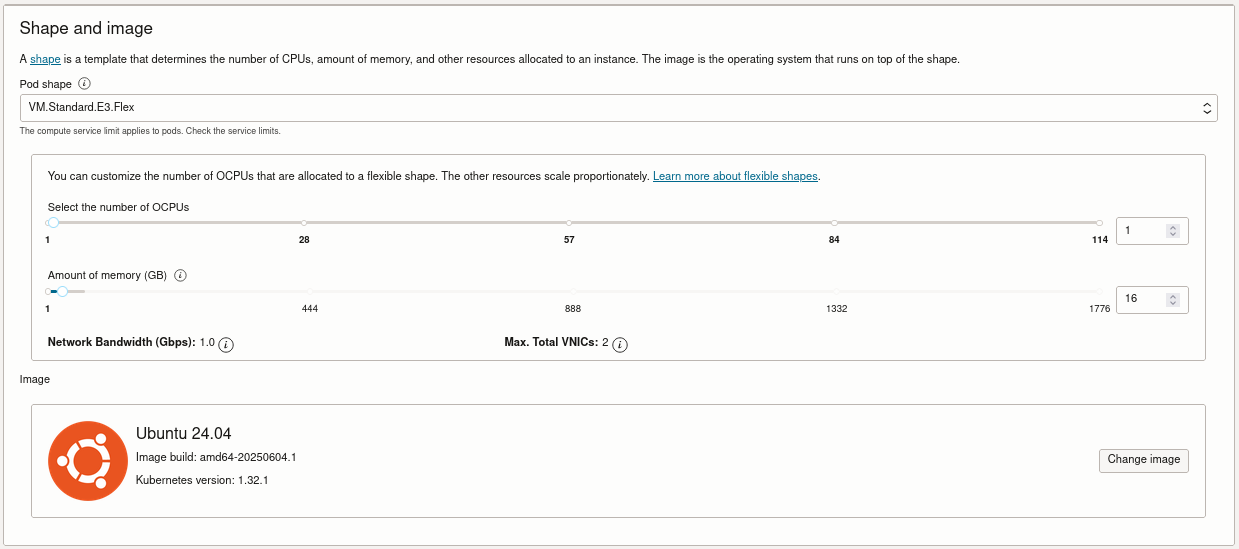 Shape and image
A shape is a template that determines the number of CPUs, amount of memory, and other resources allocated to an instance. The image is the operating system that runs on top of the shape.
Pod shape i
VM.Standard.E3.Flex
The compute service limit applies to pods. Check the service limits.
You can customize the number of OCPUs that are allocated to a flexible shape. The other resources scale proportionately. Learn more about flexible shapes.
Select the number of OCPUs
1 28 57 84 114
1
Amount of memory (GB) i
1 444 888 1332 1776
16
Network Bandwidth (Gbps): 1.0 i Max. Total VNICs: 2 i
Image
Ubuntu 24.04
Image build: amd64-20250604.1
Kubernetes version: 1.32.1
Change image